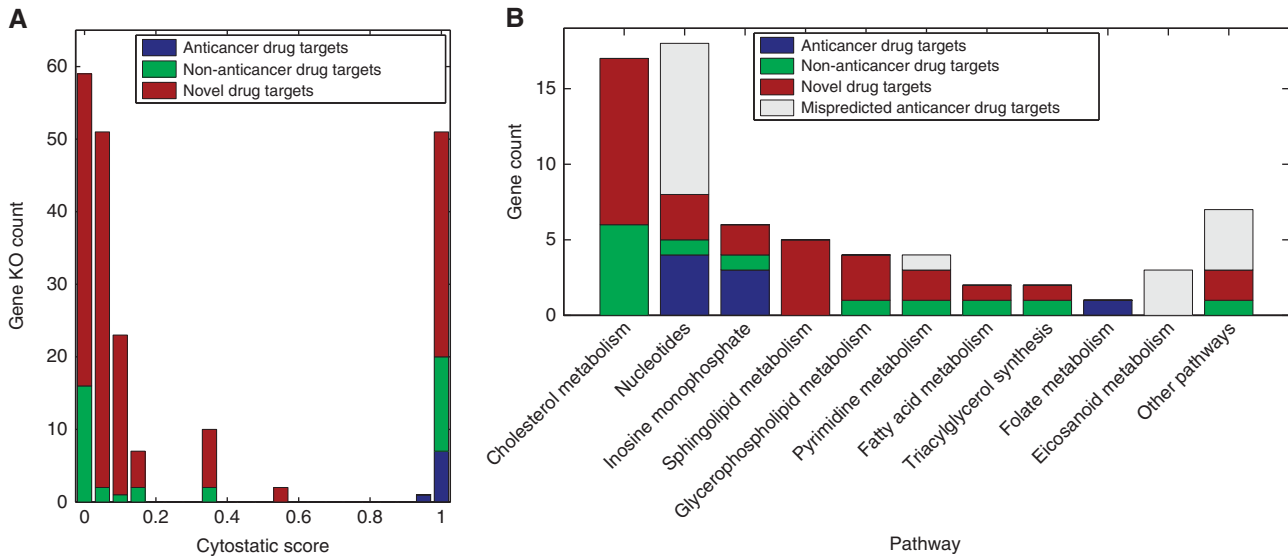 A
Anticancer drug targets
Non-anticancer drug targets
Novel drug targets
Gene KO count
60
50
40
30
20
10
0
0
0.2
0.4
0.6
0.8
1
Cytostatic score
B
Anticancer drug targets
Non-anticancer drug targets
Novel drug targets
Mispredicted anticancer drug targets
Gene count
15
10
5
0
Cholesterol metabolism
Nucleotides
Inosine monophosphate
Sphingolipid metabolism
Glycerophospholipid metabolism
Pyrimidine metabolism
Fatty acid metabolism
Triacylglycerol synthesis
Folate metabolism
Eicosanoid metabolism
Other pathways
Pathway